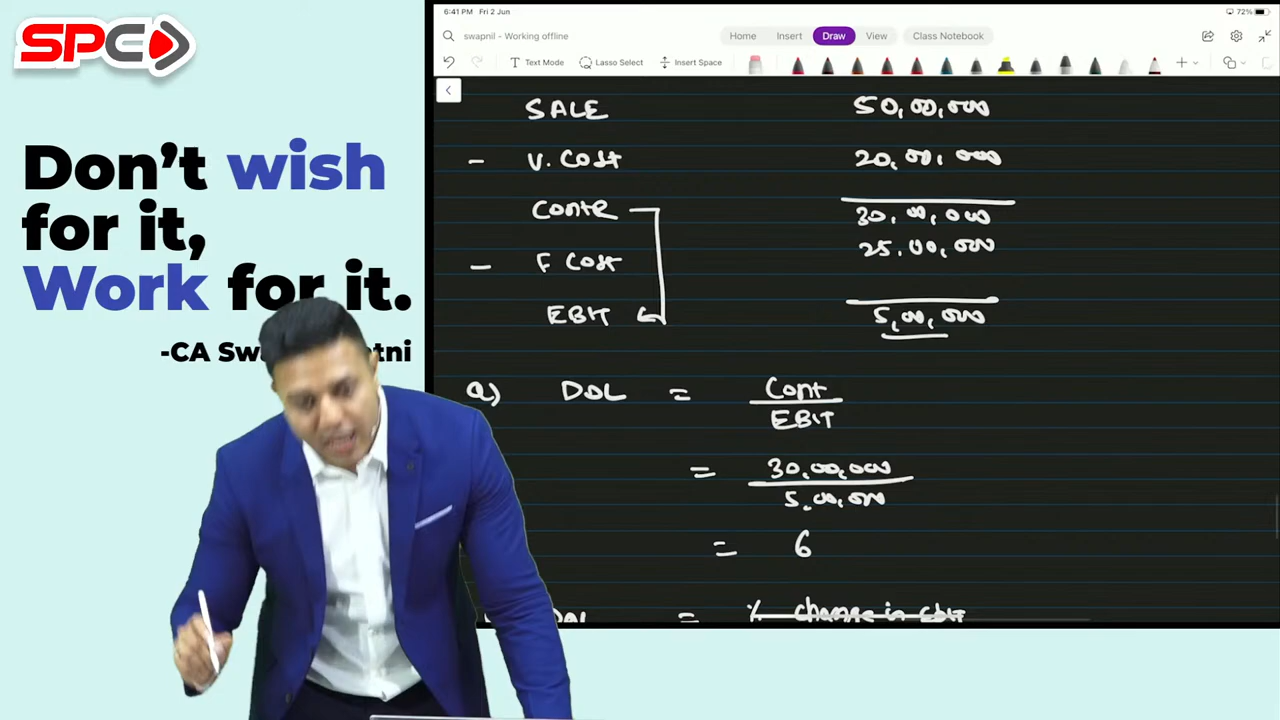 SPC
Don't wish
for it,
Work for it.
-CA Sw
tni
6:41 PM Fri 2 Jun
72%
swapnil - Working offline
Home Insert Draw View Class Notebook
Text Mode Lasso Select Insert Space
SALE 50,00,000
- V. Cost 20,00,000
Contr 30,00,000
- F Cost 25,00,000
EBIT 5,00,000
a) DOL = Cont
EBIT
= 30,00,000
5,00,000
= 6
= % change in EBIT